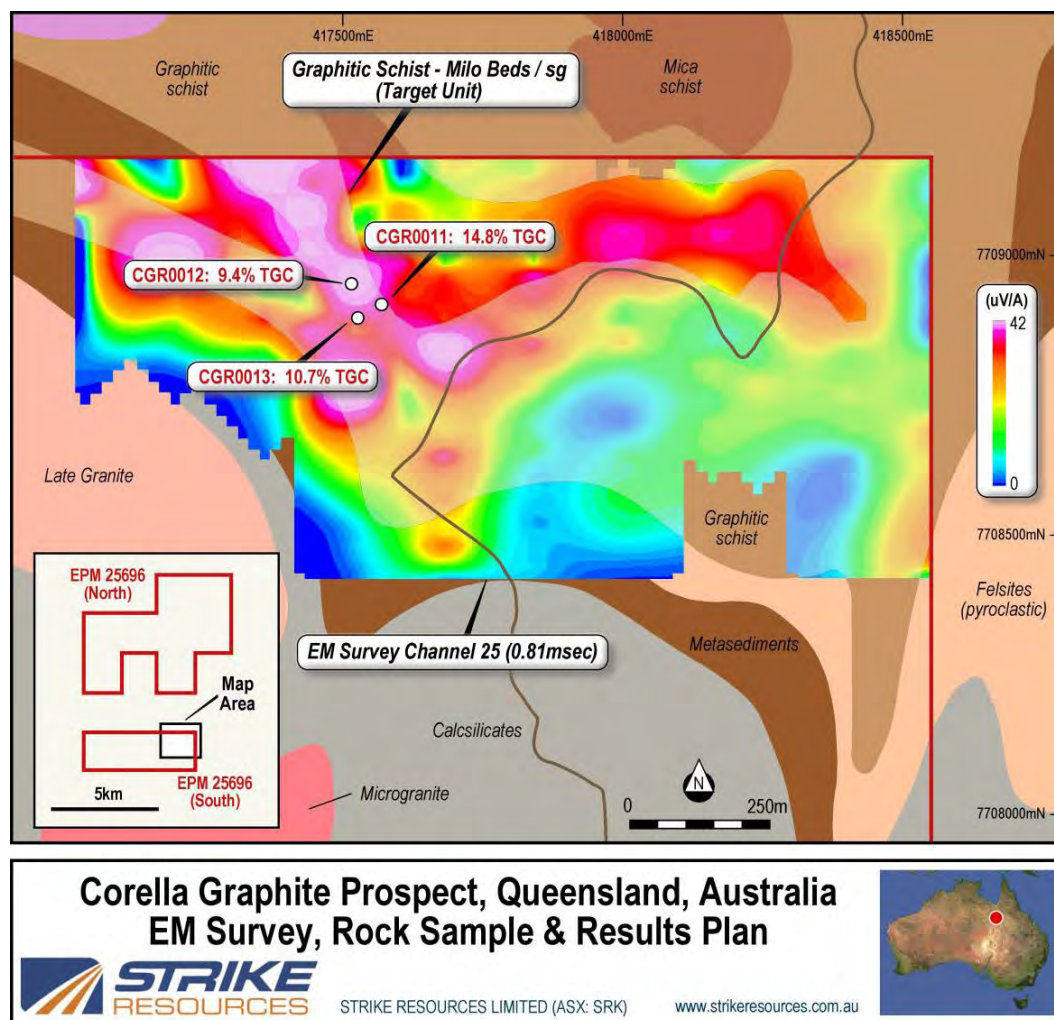 417500mE
418000mE
418500mE
Graphitic
schist
Graphitic Schist - Milo Beds / sg
(Target Unit)
Mica
schist
CGR0011: 14.8% TGC
CGR0012: 9.4% TGC
7709000mN
(uV/A)
42
0
CGR0013: 10.7% TGC
Late Granite
Graphitic
schist
7708500mN
EPM 25696
(North)
Felsites
(pyroclastic)
EM Survey Channel 25 (0.81msec)
Metasediments
Map
Area
Calcsilicates
EPM 25696
(South)
5km
Microgranite
N
0
250m
7708000mN
Corella Graphite Prospect, Queensland, Australia
EM Survey, Rock Sample & Results Plan
STRIKE
RESOURCES
STRIKE RESOURCES LIMITED (ASX: SRK)
www.strikeresources.com.au